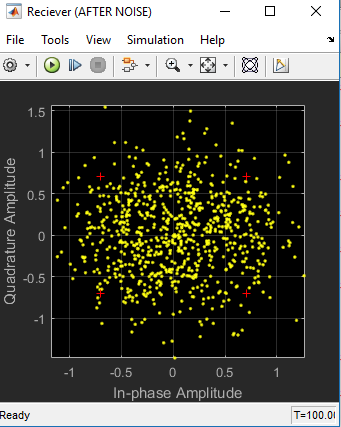 Reciever (AFTER NOISE)
File Tools View Simulation Help
1.5
1
0.5
0
-0.5
-1
Quadrature Amplitude
-1 -0.5 0 0.5 1
In-phase Amplitude
Ready T=100.00